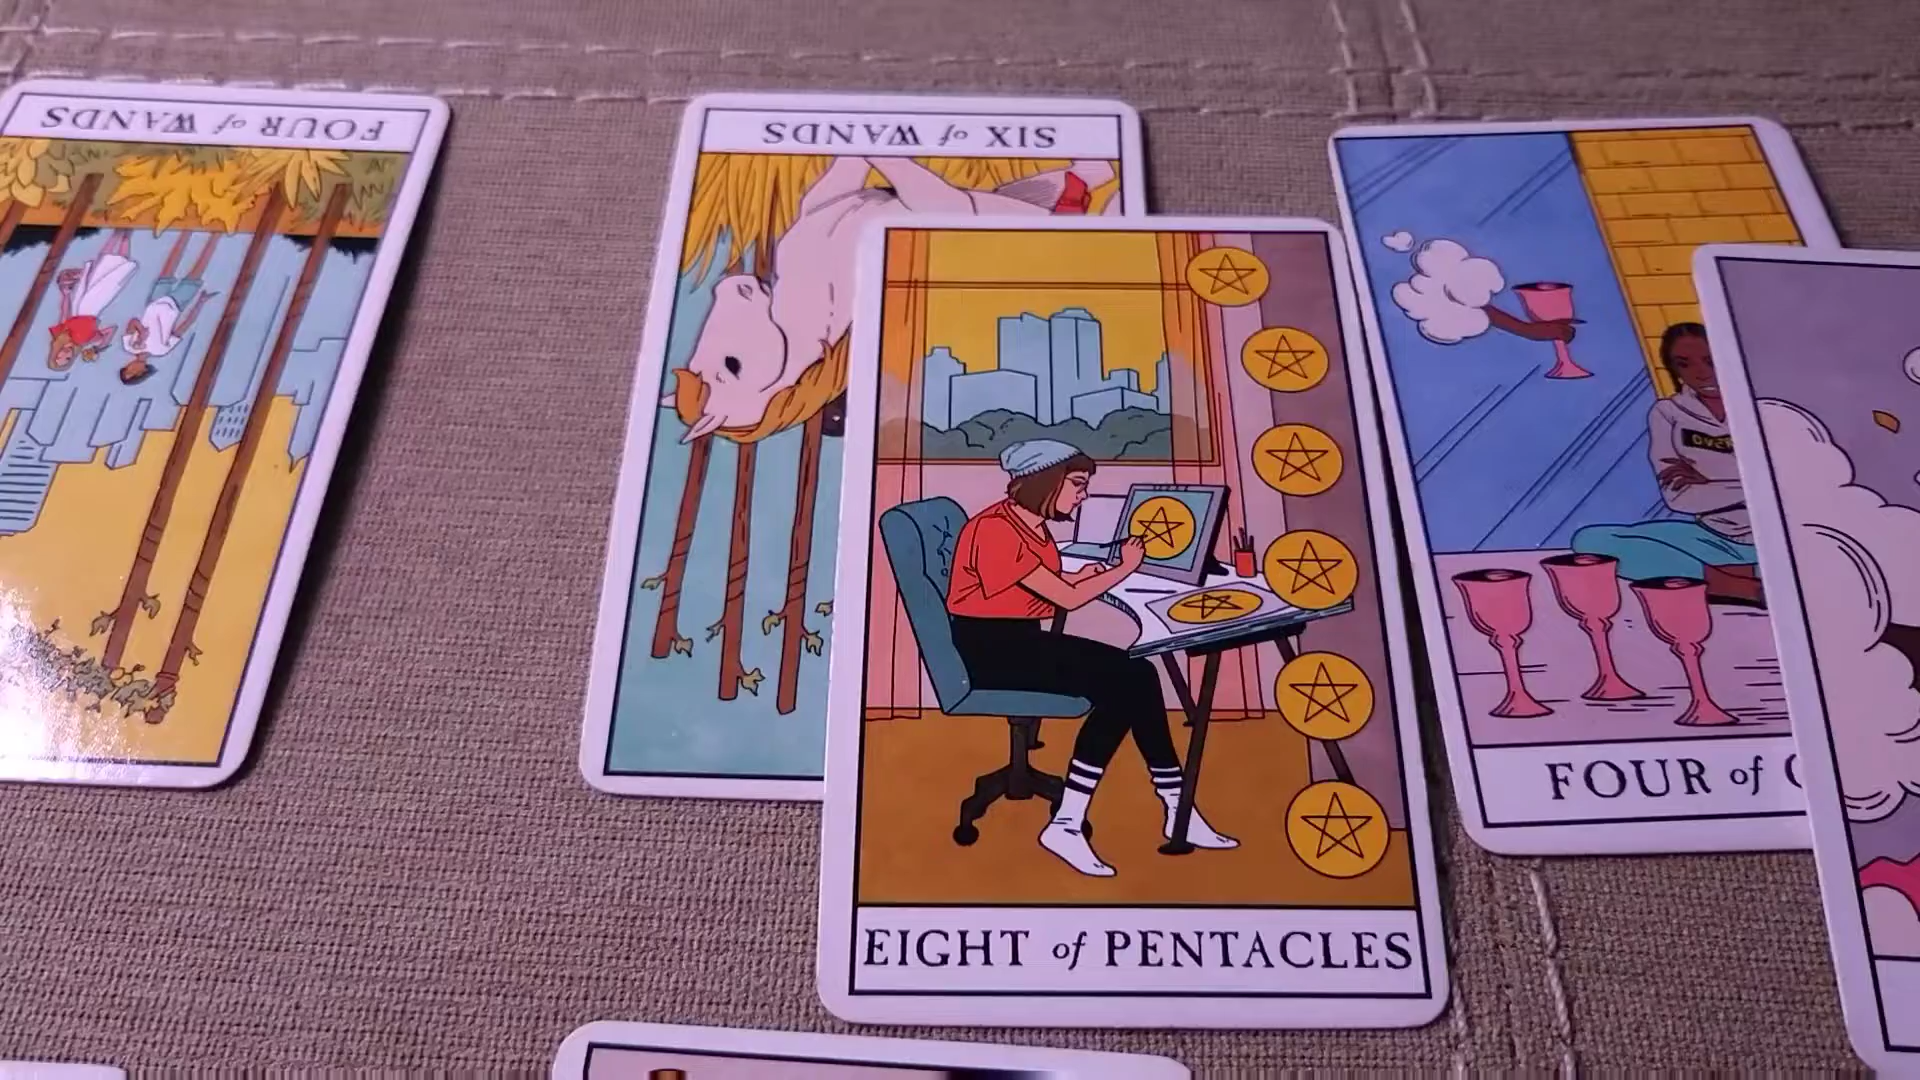 FOUR of WANDS
SIX of WANDS
EIGHT of PENTACLES
FOUR of